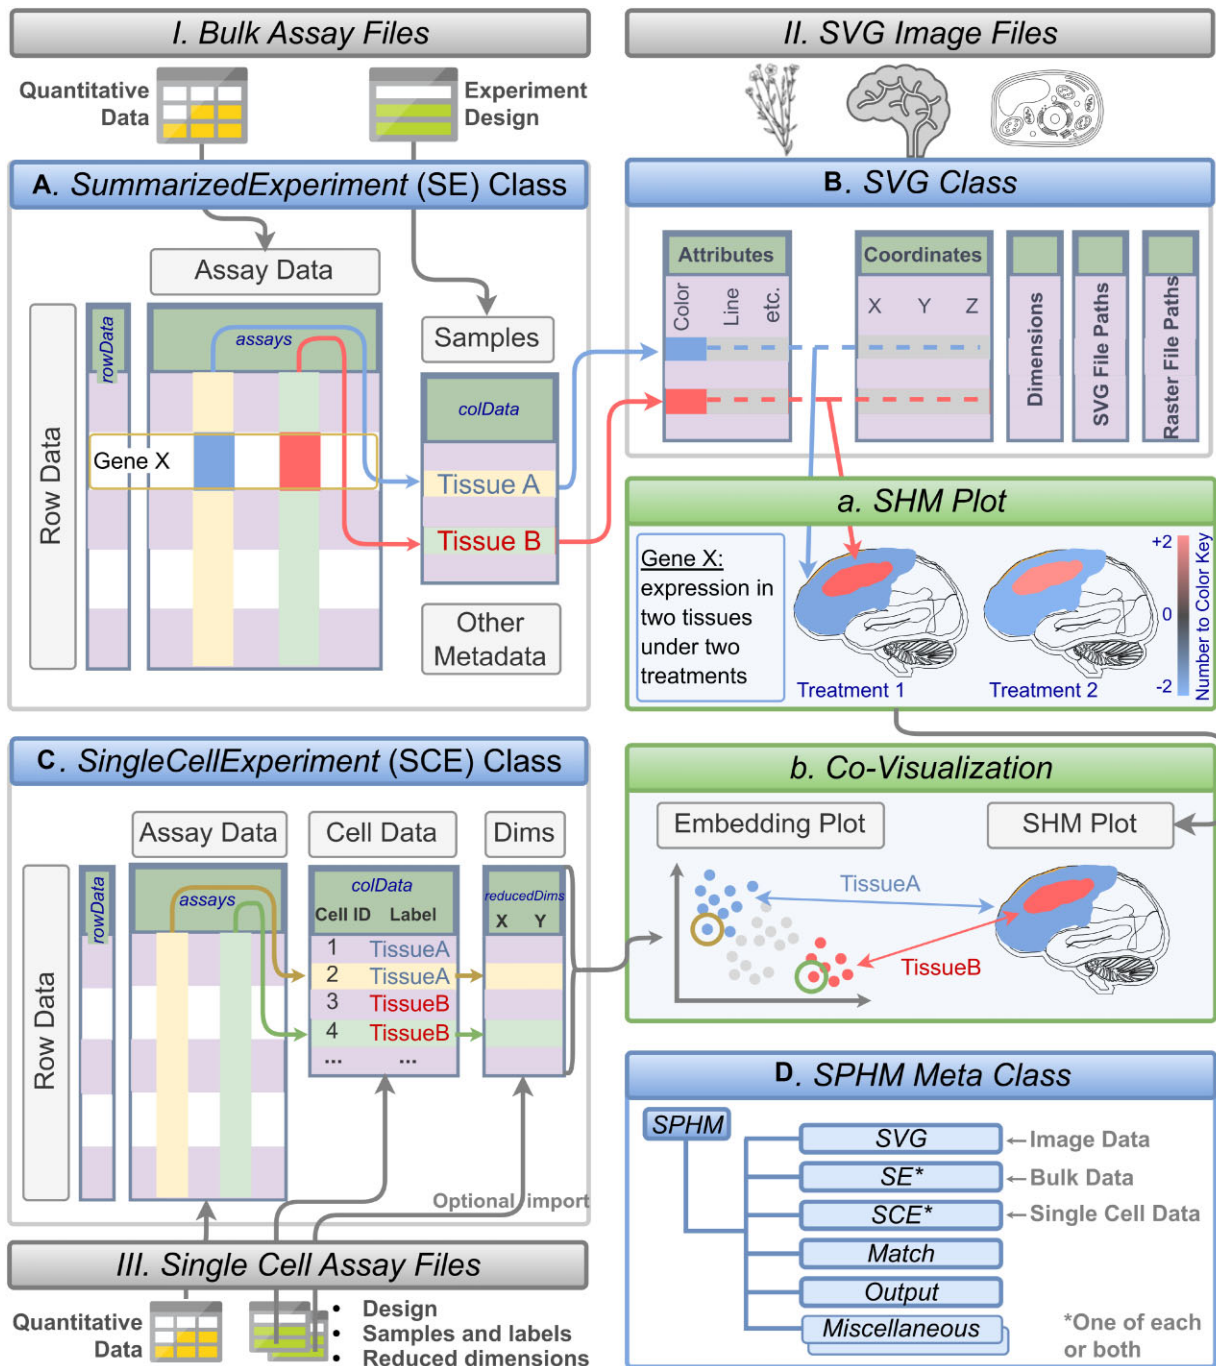 I. Bulk Assay Files
Quantitative
Data
Experiment
Design
A. SummarizedExperiment (SE) Class
Assay Data
Samples
Row Data
rowData
assays
colData
Gene X
Tissue A
Tissue B
Other
Metadata
II. SVG Image Files
B. SVG Class
Attributes
Color
Line
etc.
Coordinates
X Y Z
Dimensions
SVG File Paths
Raster File Paths
a. SHM Plot
Gene X:
expression in
two tissues
under two
treatments
Treatment 1
Treatment 2
+2
0
-2
Number to Color Key
C. SingleCellExperiment (SCE) Class
Assay Data
Cell Data
Dims
Row Data
rowData
assays
colData
Cell ID Label
reducedDims
X Y
1 TissueA
2 TissueA
3 TissueB
4 TissueB
... ...
Optional import
III. Single Cell Assay Files
Quantitative
Data
• Design
• Samples and labels
• Reduced dimensions
b. Co-Visualization
Embedding Plot
SHM Plot
TissueA
TissueB
D. SPHM Meta Class
SPHM
SVG
Image Data
SE*
Bulk Data
SCE*
Single Cell Data
Match
Output
Miscellaneous
*One of each
or both